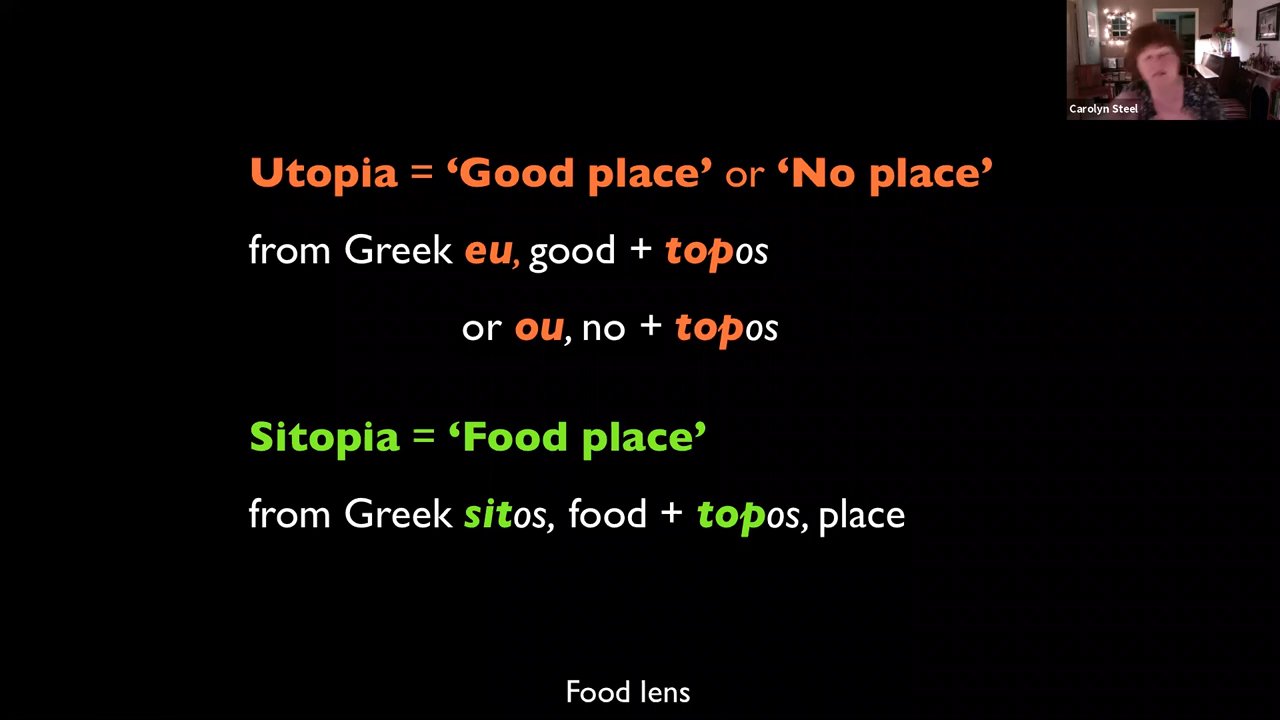 Carolyn Steel
Utopia = ‘Good place’ or ‘No place’
from Greek eu, good + topos
or ou, no + topos
Sitopia = ‘Food place’
from Greek sitos, food + topos, place
Food lens